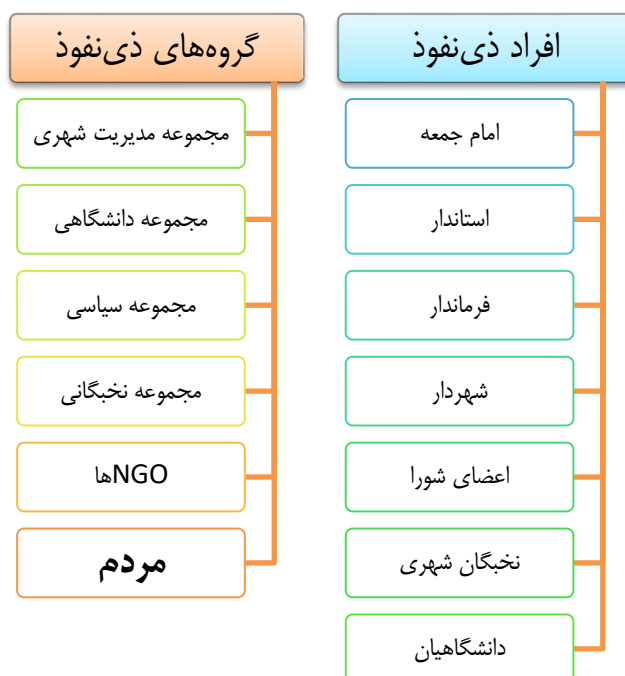 افراد ذی‌نفوذ
امام جمعه
استاندار
فرماندار
شهردار
اعضای شورا
نخبگان شهری
دانشگاهیان
گروه‌های ذی‌نفوذ
مجموعه مدیریت شهری
مجموعه دانشگاهی
مجموعه سیاسی
مجموعه نخبگانی
NGOها
مردم